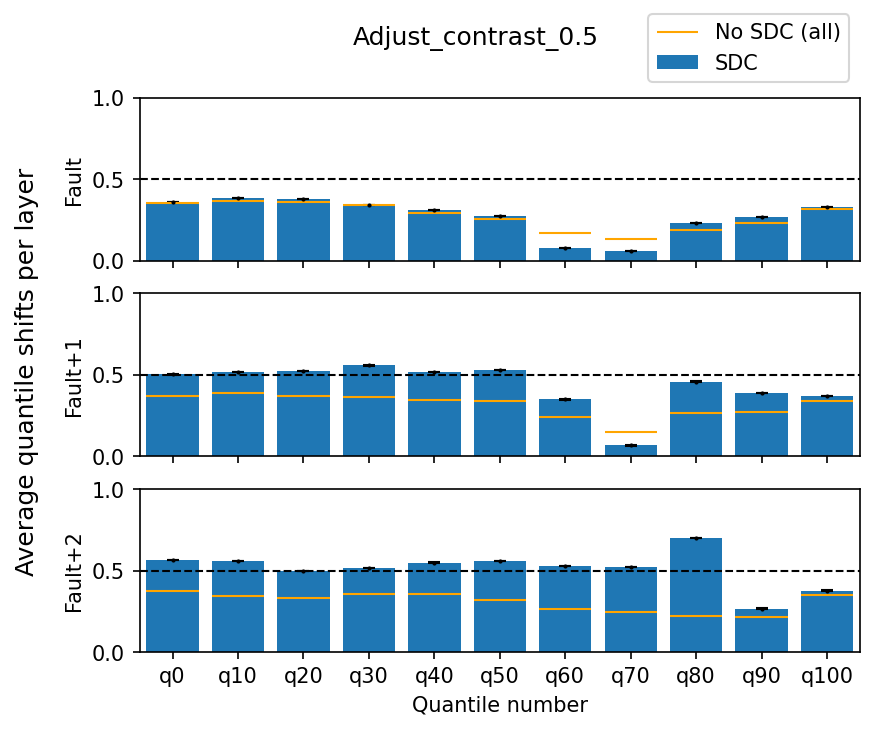 Adjust_contrast_0.5
No SDC (all)
SDC
Average quantile shifts per layer
Fault
1.0
0.5
0.0
Fault+1
1.0
0.5
0.0
Fault+2
1.0
0.5
0.0
q0 q10 q20 q30 q40 q50 q60 q70 q80 q90 q100
Quantile number